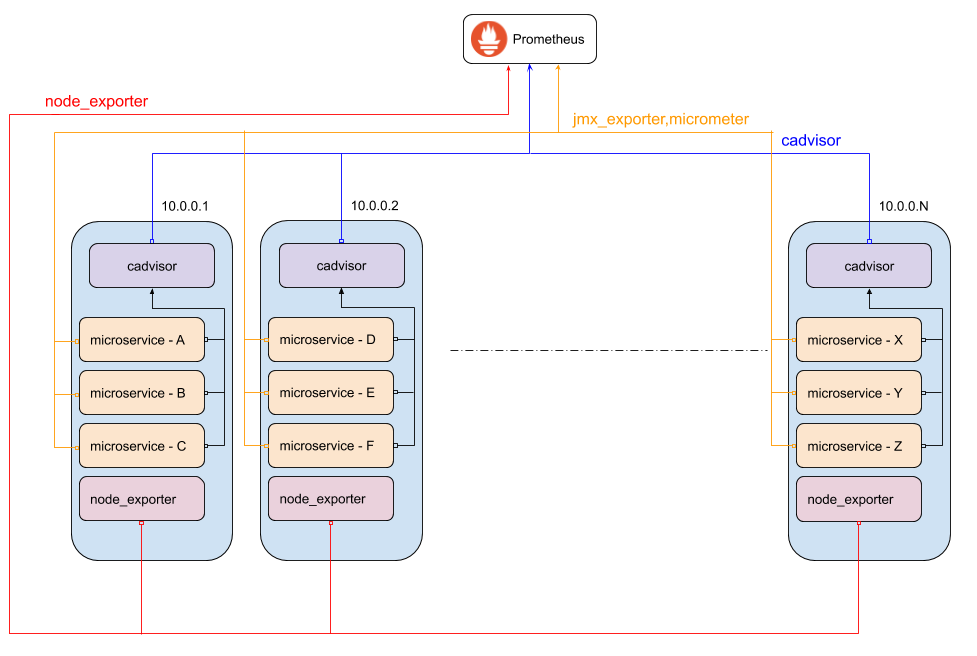 Prometheus
node_exporter
jmx_exporter,micrometer
cadvisor
10.0.0.1
10.0.0.2
10.0.0.N
cadvisor
cadvisor
cadvisor
microservice - A
microservice - D
microservice - X
microservice - B
microservice - E
microservice - Y
microservice - C
microservice - F
microservice - Z
node_exporter
node_exporter
node_exporter